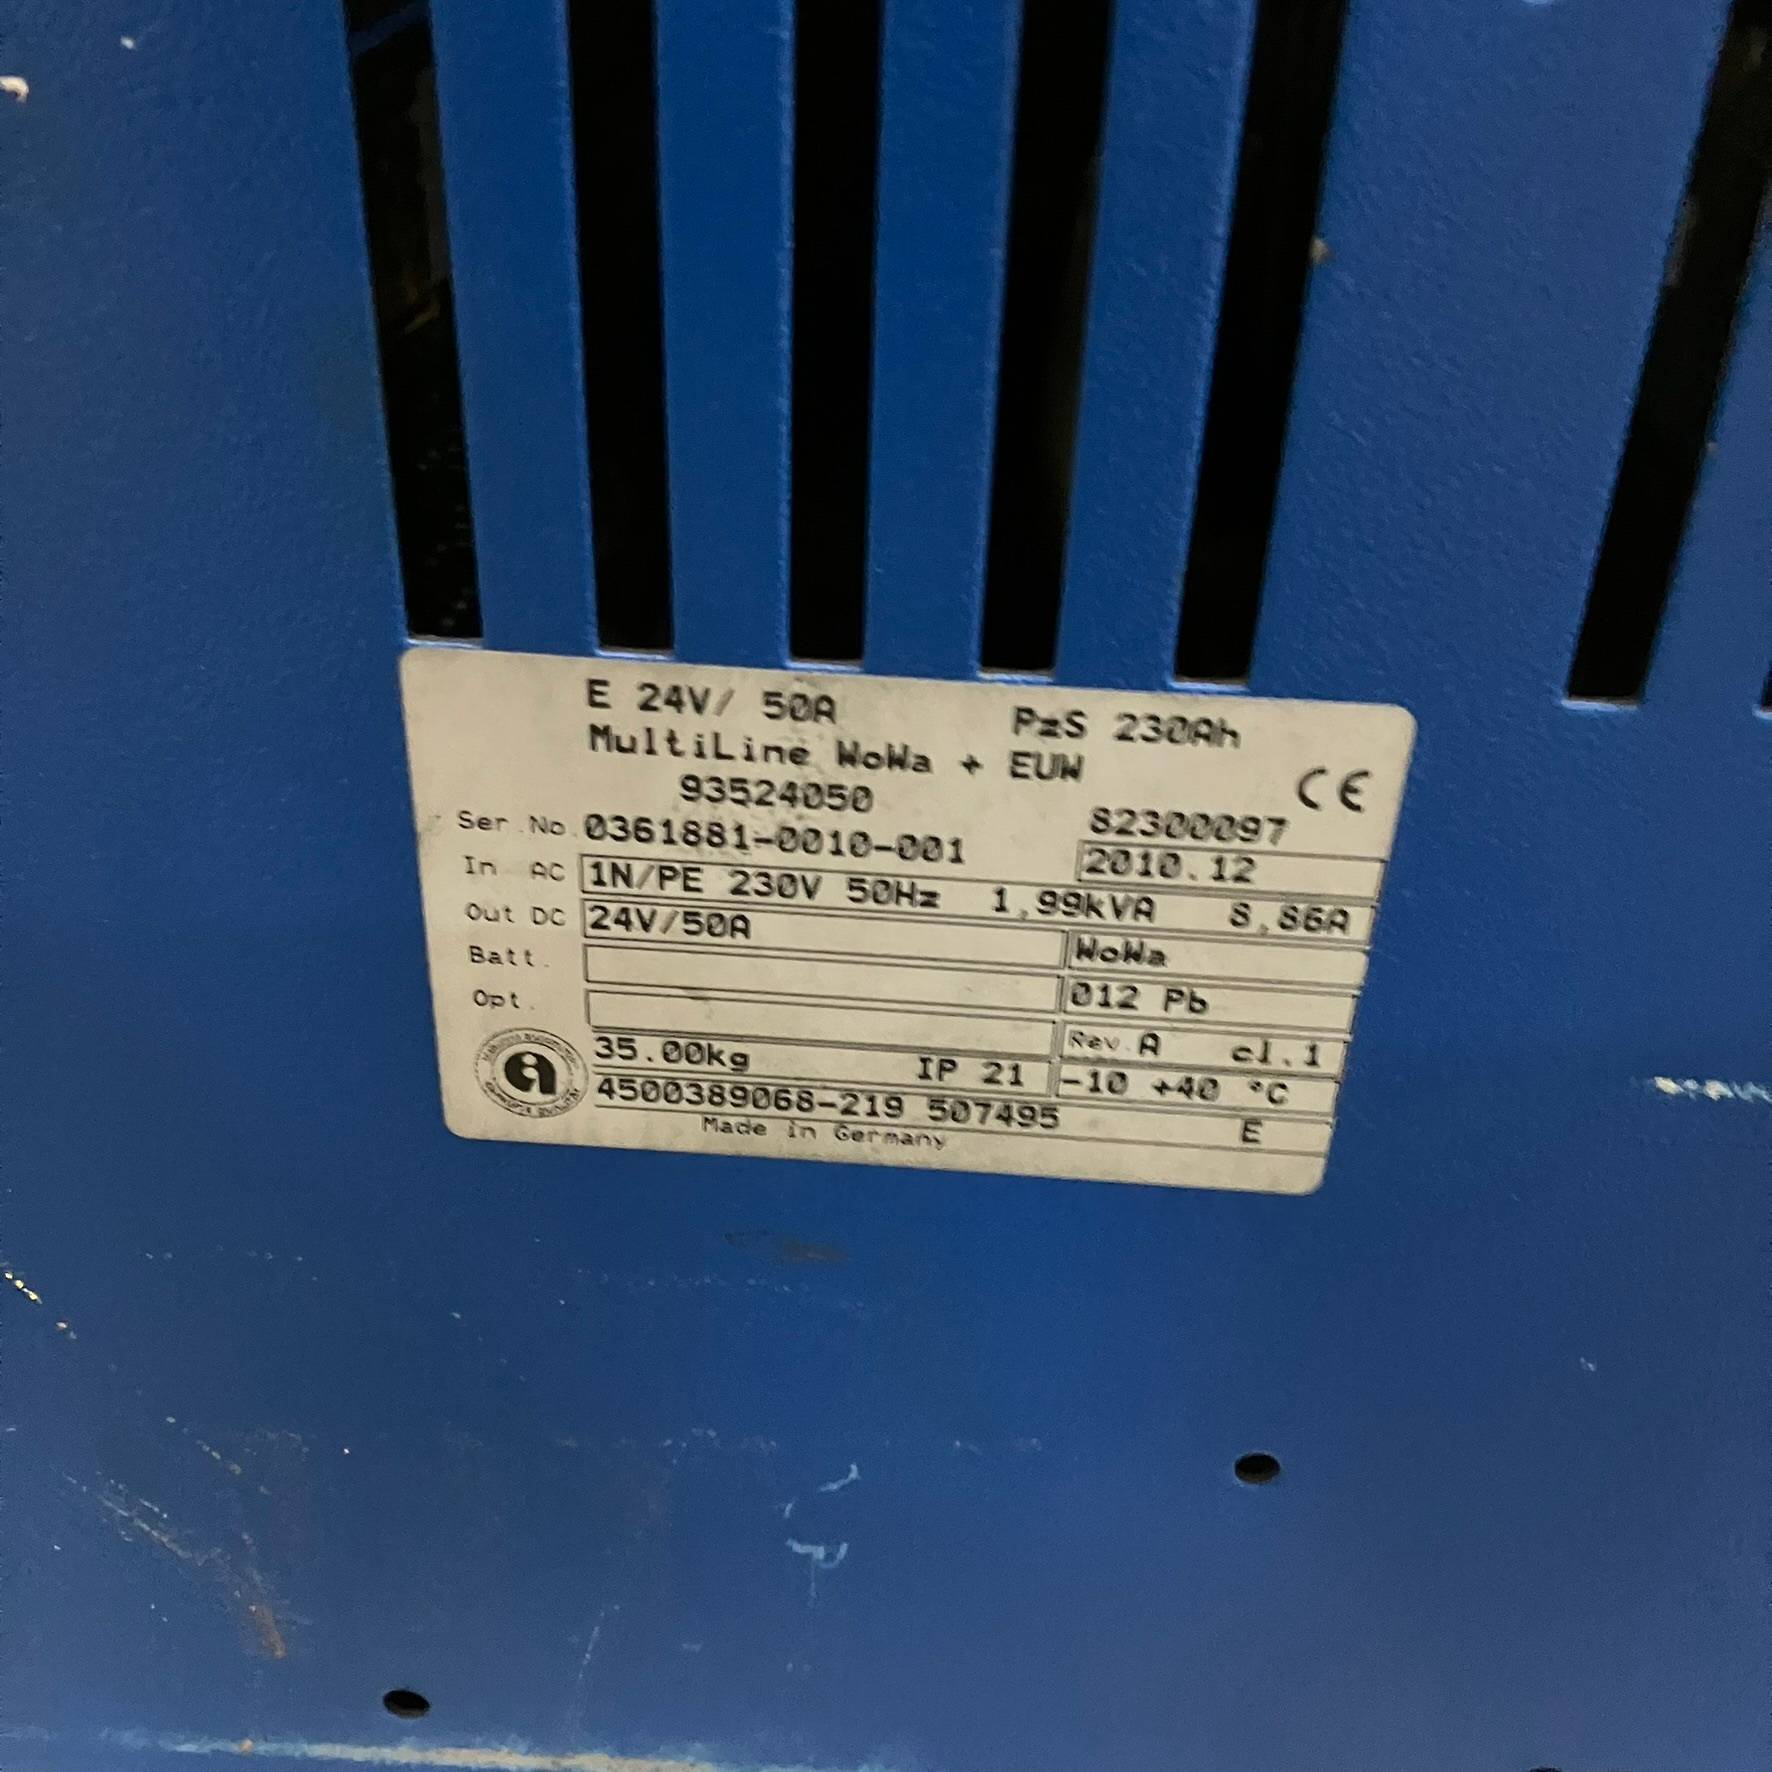 E 24V/ 50A PzS 230Ah
MultiLine WoWa + EUW
93524050 CE
Ser.No. 0361881-0010-001 82300097
2010.12
In AC 1N/PE 230V 50Hz 1,99kVA 8,86A
Out DC 24V/50A WoWa
Batt. 012 Pb
Opt. Rev. A cl.1
35.00kg IP 21 -10 +40 °C
4500389068-219 507495 E
Made in Germany